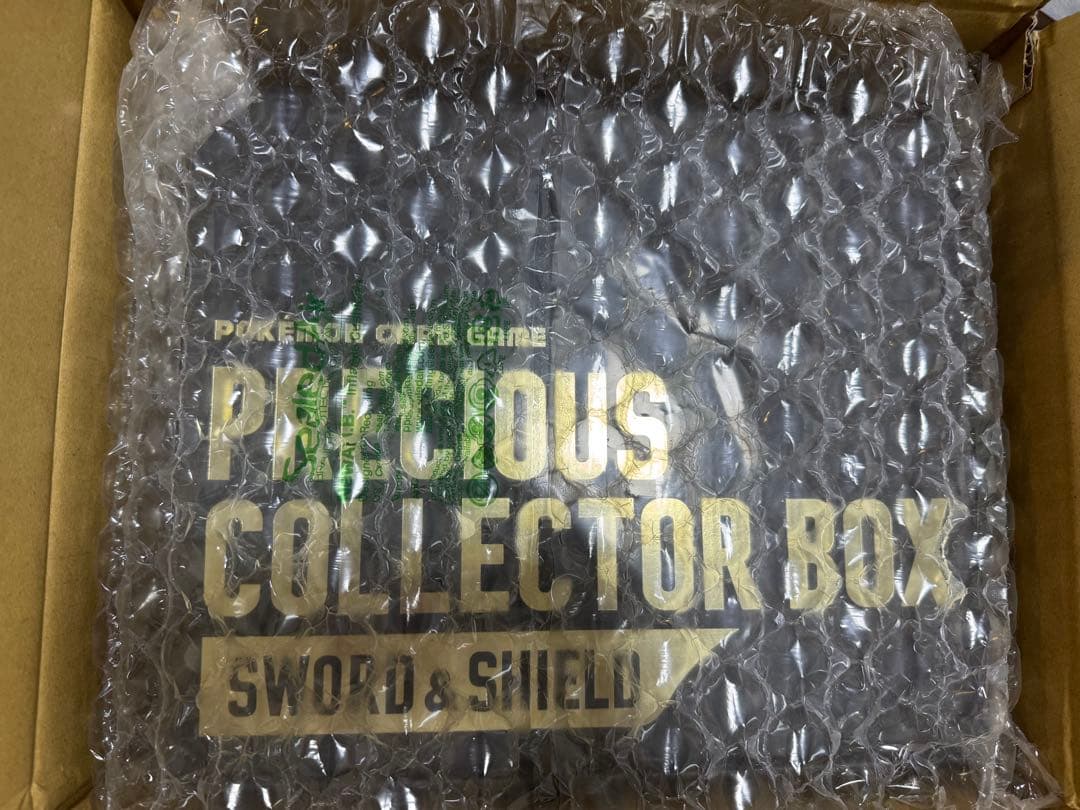 POKÉMON CARD GAME
PRECIOUS
COLLECTOR BOX
SWORD & SHIELD